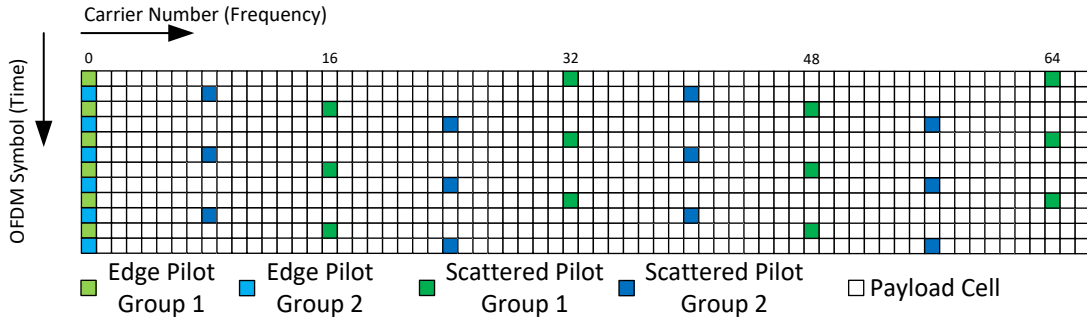 Carrier Number (Frequency)
OFDM Symbol (Time)
0 16 32 48 64
Edge Pilot
Group 1
Edge Pilot
Group 2
Scattered Pilot
Group 1
Scattered Pilot
Group 2
Payload Cell